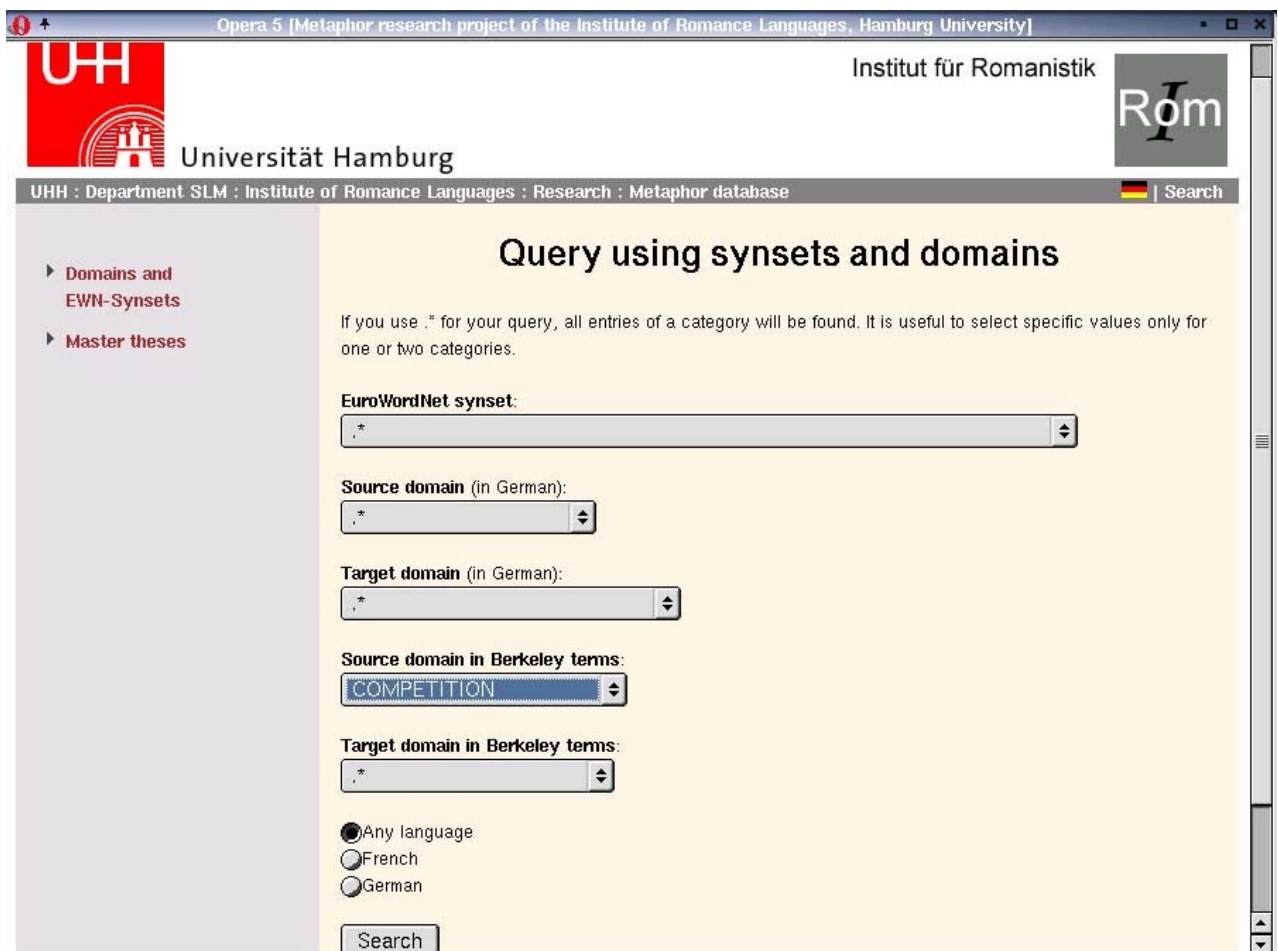 Opera 5 [Metaphor research project of the Institute of Romance Languages, Hamburg University]
UHH
Universität Hamburg
Institut für Romanistik
IRom
UHH : Department SLM : Institute of Romance Languages : Research : Metaphor database
| Search
Domains and
EWN-Synsets
Master theses
Query using synsets and domains
If you use .* for your query, all entries of a category will be found. It is useful to select specific values only for
one or two categories.
EuroWordNet synset:
.*
Source domain (in German):
.*
Target domain (in German):
.*
Source domain in Berkeley terms:
COMPETITION
Target domain in Berkeley terms:
.*
Any language
French
German
Search